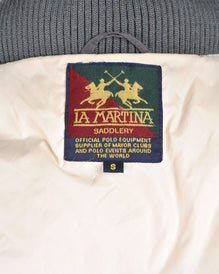 LA MARTINA
SADDLERY
OFFICIAL POLO EQUIPMENT
SUPPLIER OF MAYOR CLUBS
AND POLO EVENTS AROUND
THE WORLD
S